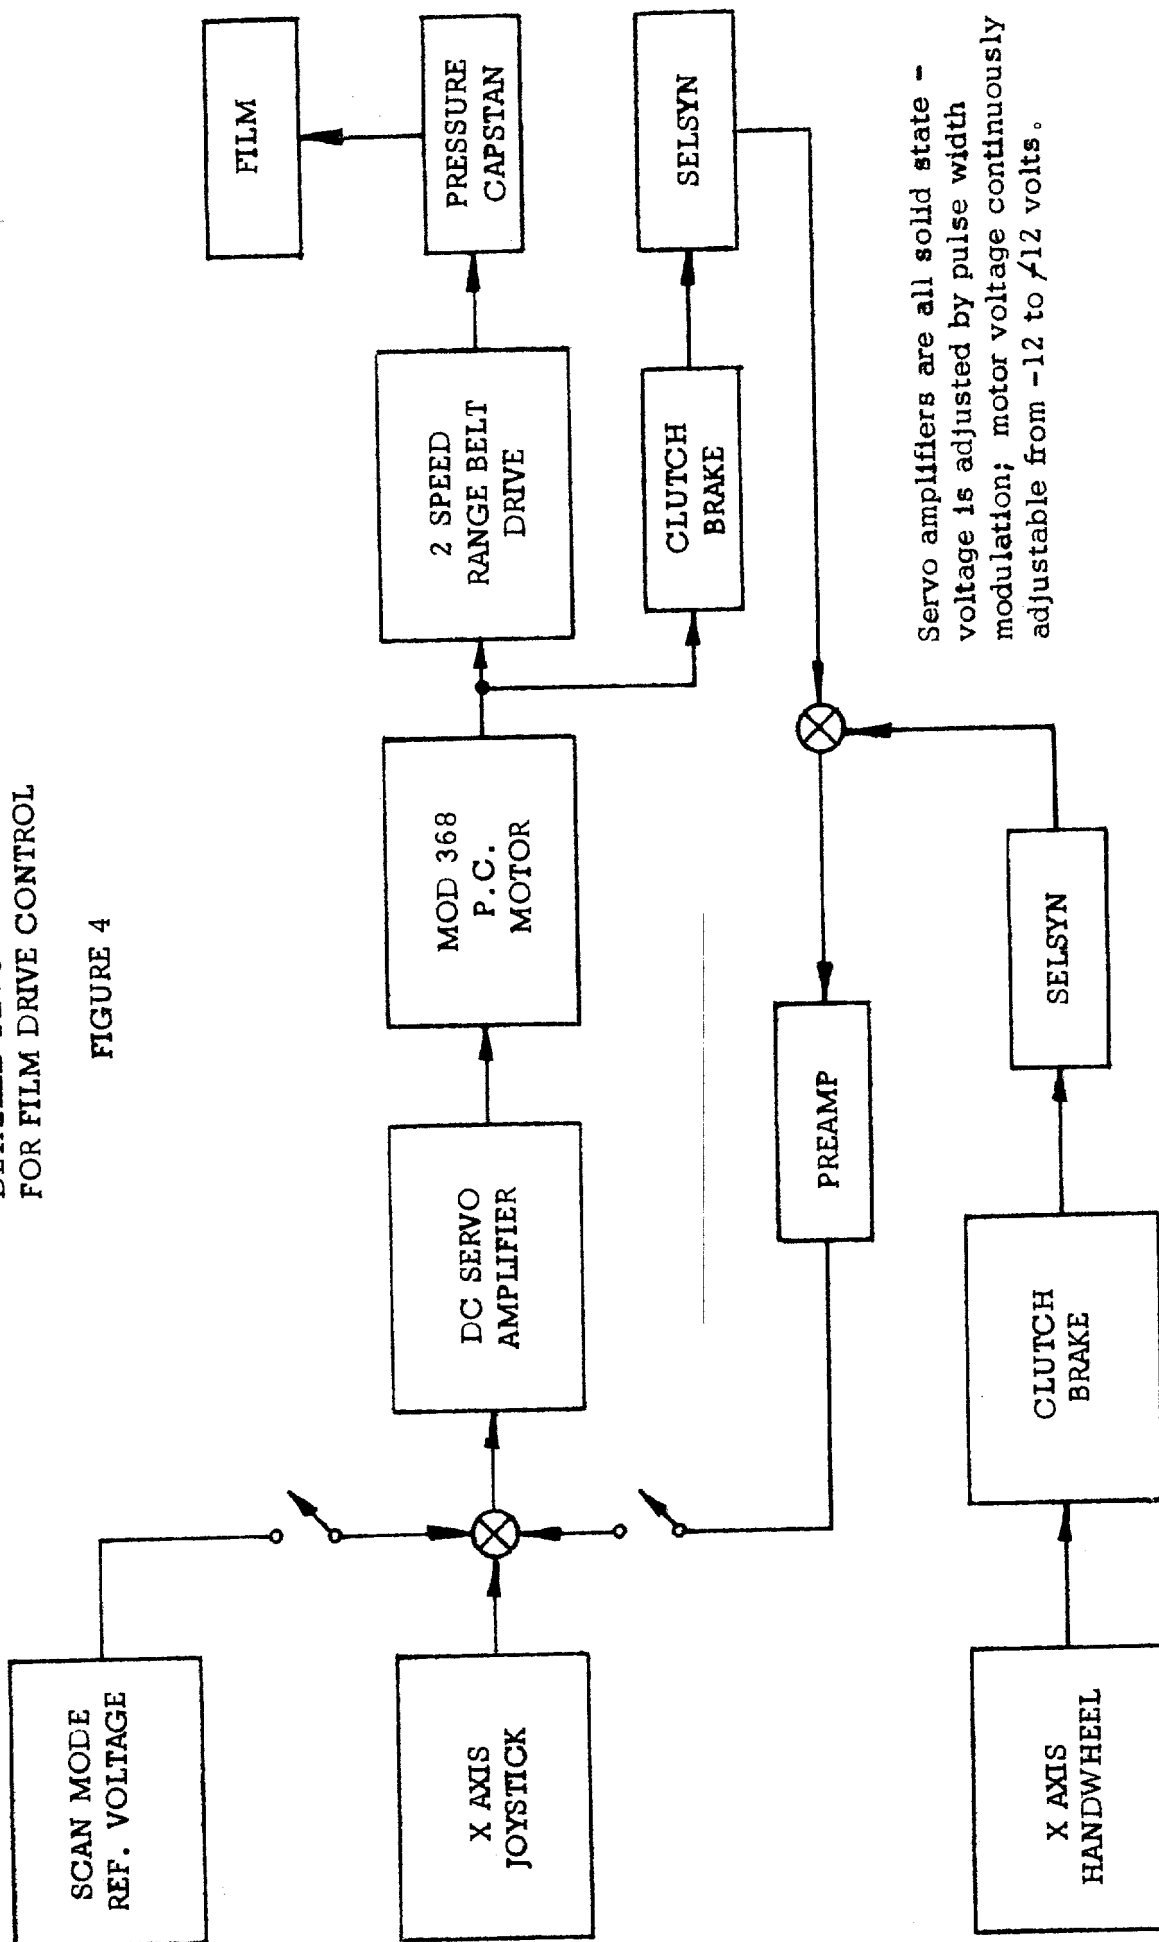 FOR FILM DRIVE CONTROL
FIGURE 4
SCAN MODE
REF. VOLTAGE
X AXIS
JOYSTICK
DC SERVO
AMPLIFIER
MOD 368
P.C.
MOTOR
2 SPEED
RANGE BELT
DRIVE
PRESSURE
CAPSTAN
FILM
CLUTCH
BRAKE
SELSYN
PREAMP
X AXIS
HANDWHEEL
CLUTCH
BRAKE
SELSYN
Servo amplifiers are all solid state -
voltage is adjusted by pulse width
modulation; motor voltage continuously
adjustable from -12 to ⌿12 volts.